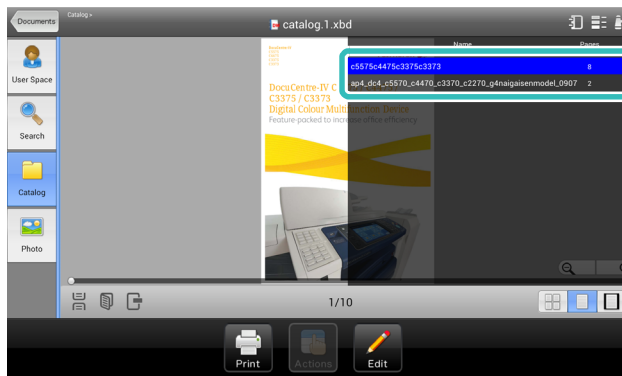 Documents
Catalog >
catalog.1.xbd
User Space
Search
Catalog
Photo
Name Pages
c5575c4475c3375c3373 8
ap4_dc4_c5570_c4470_c3370_c2270_g4naigaisenmodel_0907 2
DocuCentre-IV C
C3375 / C3373
Digital Colour Multifunction Device
Feature-packed to increase office efficiency
1/10
Print
Actions
Edit